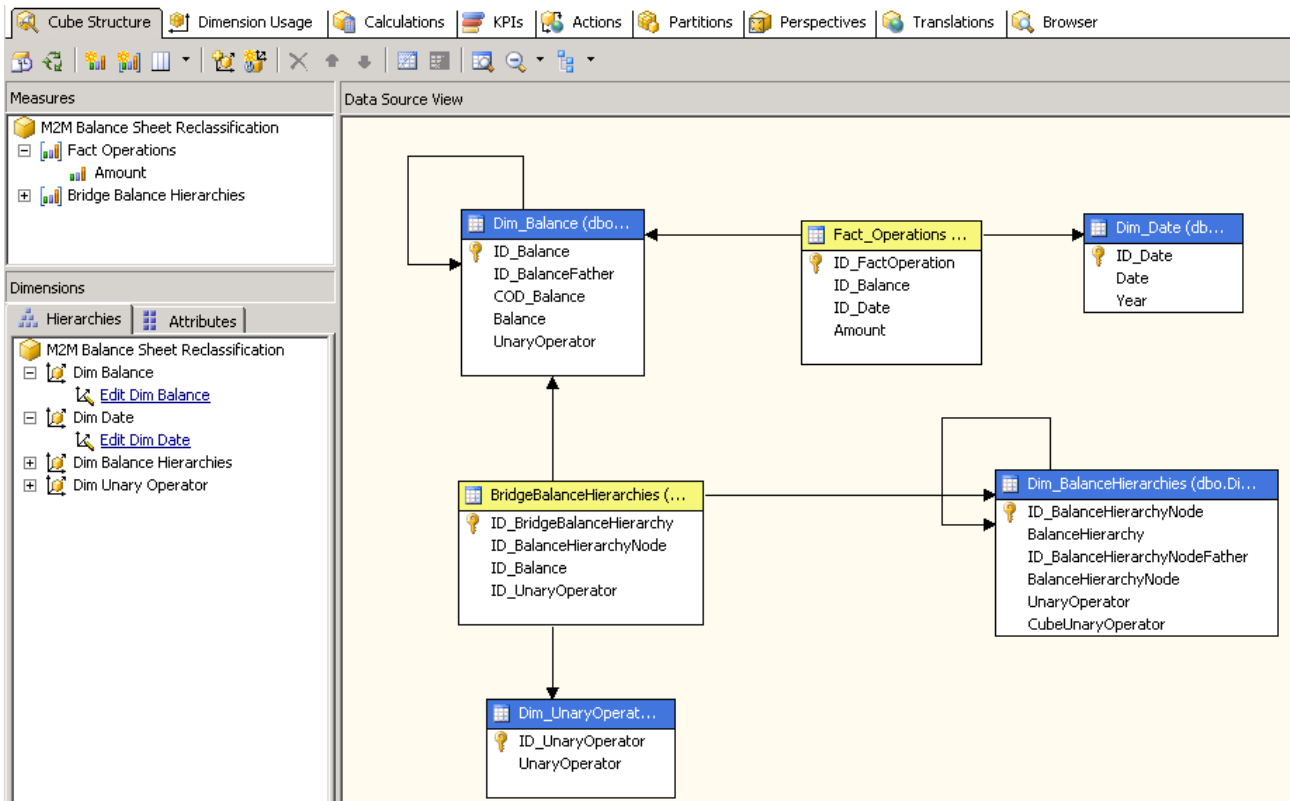 Cube Structure Dimension Usage Calculations KPIs Actions Partitions Perspectives Translations Browser
Measures
M2M Balance Sheet Reclassification
Fact Operations
Amount
Bridge Balance Hierarchies
Dimensions
Hierarchies Attributes
M2M Balance Sheet Reclassification
Dim Balance
Edit Dim Balance
Dim Date
Edit Dim Date
Dim Balance Hierarchies
Dim Unary Operator
Data Source View
Dim_Balance (dbo...
ID_Balance
ID_BalanceFather
COD_Balance
Balance
UnaryOperator
Fact_Operations ...
ID_FactOperation
ID_Balance
ID_Date
Amount
Dim_Date (db...
ID_Date
Date
Year
BridgeBalanceHierarchies (...
ID_BridgeBalanceHierarchy
ID_BalanceHierarchyNode
ID_Balance
ID_UnaryOperator
Dim_BalanceHierarchies (dbo.Di...
ID_BalanceHierarchyNode
BalanceHierarchy
ID_BalanceHierarchyNodeFather
BalanceHierarchyNode
UnaryOperator
CubeUnaryOperator
Dim_UnaryOperat...
ID_UnaryOperator
UnaryOperator